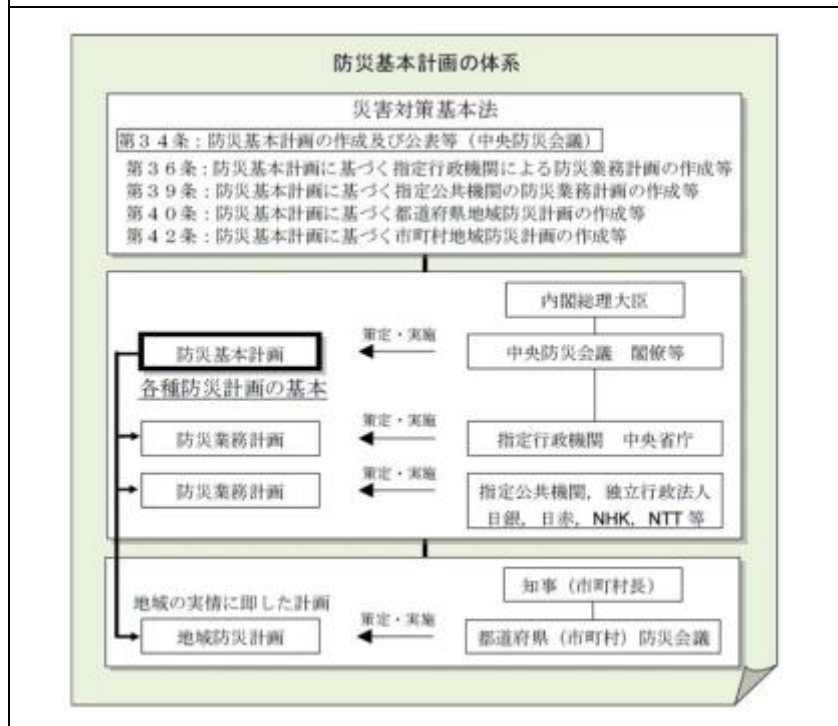 防災基本計画の体系
災害対策基本法
第34条：防災基本計画の作成及び公表等（中央防災会議）
第36条：防災基本計画に基づく指定行政機関による防災業務計画の作成等
第39条：防災基本計画に基づく指定公共機関の防災業務計画の作成等
第40条：防災基本計画に基づく都道府県地域防災計画の作成等
第42条：防災基本計画に基づく市町村地域防災計画の作成等
内閣総理大臣
防災基本計画
策定・実施
中央防災会議　閣僚等
各種防災計画の基本
防災業務計画
策定・実施
指定行政機関　中央省庁
防災業務計画
策定・実施
指定公共機関，独立行政法人
日銀，日赤，NHK，NTT 等
知事（市町村長）
地域の実情に即した計画
地域防災計画
策定・実施
都道府県（市町村）防災会議